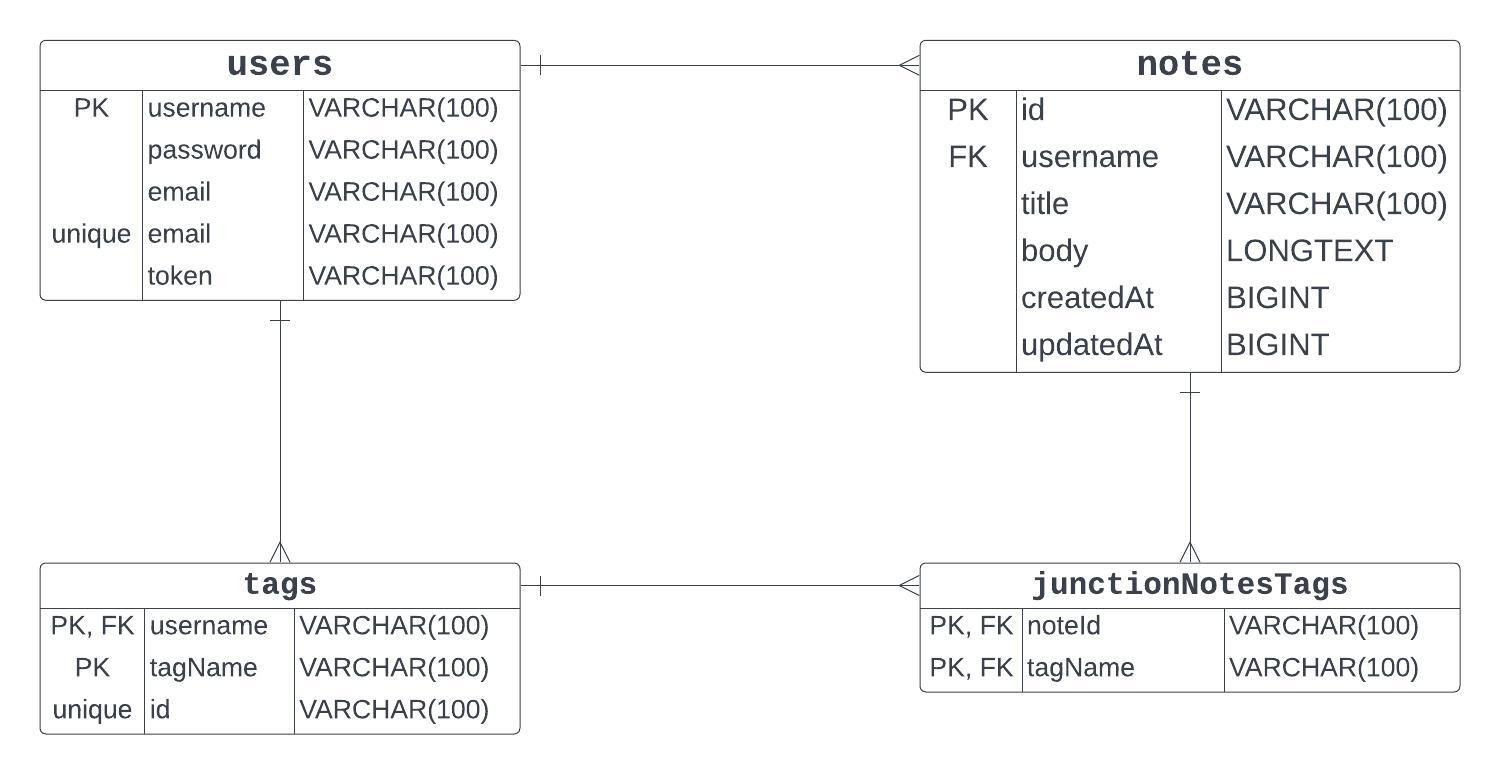 users
PK username VARCHAR(100)
password VARCHAR(100)
email VARCHAR(100)
unique email VARCHAR(100)
token VARCHAR(100)
notes
PK id VARCHAR(100)
FK username VARCHAR(100)
title VARCHAR(100)
body LONGTEXT
createdAt BIGINT
updatedAt BIGINT
tags
PK, FK username VARCHAR(100)
PK tagName VARCHAR(100)
unique id VARCHAR(100)
junctionNotesTags
PK, FK noteId VARCHAR(100)
PK, FK tagName VARCHAR(100)